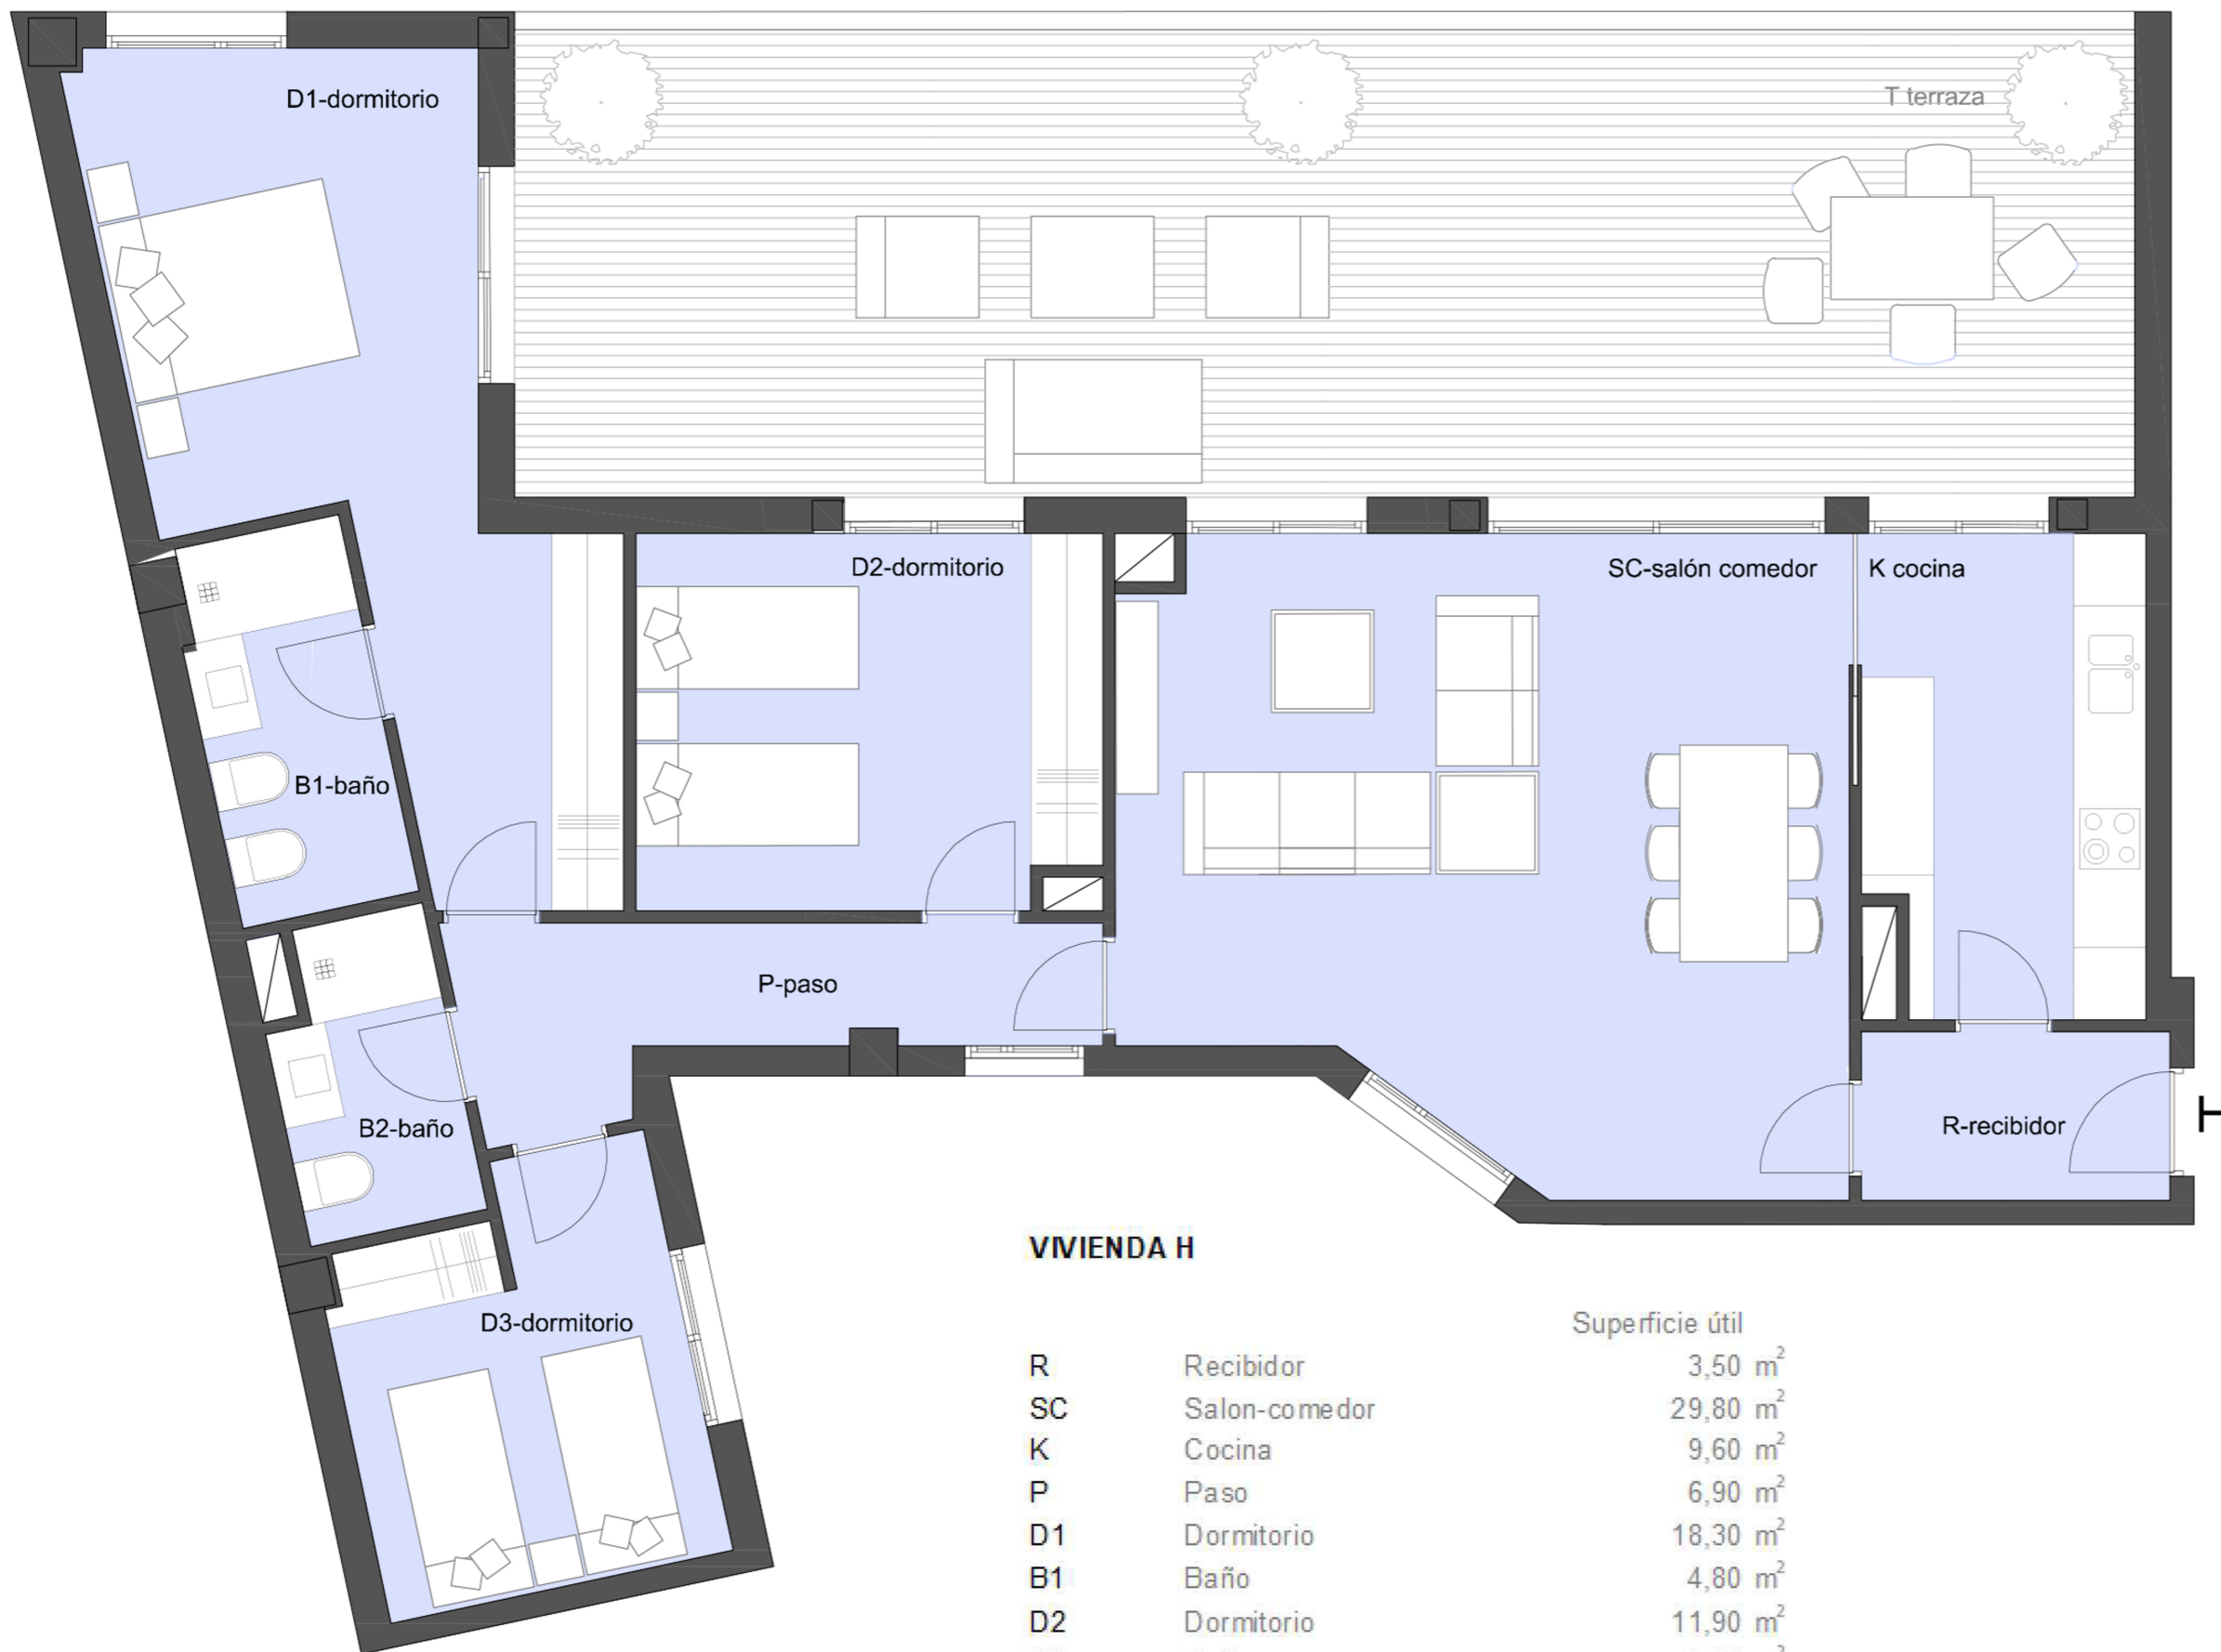 D1-dormitorio
T terraza
D2-dormitorio
SC-salón comedor
K cocina
B1-baño
P-paso
B2-baño
R-recibidor
H
D3-dormitorio
VIVIENDA H
Superficie útil
R Recibidor 3,50 m²
SC Salon-comedor 29,80 m²
K Cocina 9,60 m²
P Paso 6,90 m²
D1 Dormitorio 18,30 m²
B1 Baño 4,80 m²
D2 Dormitorio 11,90 m²